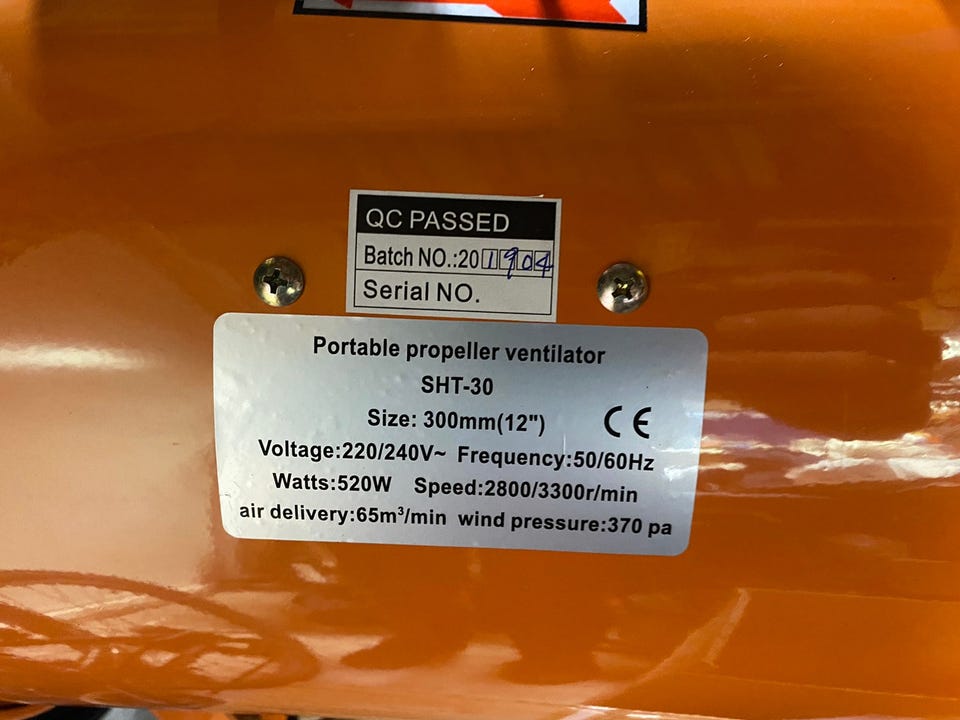 QC PASSED
Batch NO.:201904
Serial NO.
Portable propeller ventilator
SHT-30
Size: 300mm(12") CE
Voltage:220/240V~ Frequency:50/60Hz
Watts:520W Speed:2800/3300r/min
air delivery:65m³/min wind pressure:370 pa